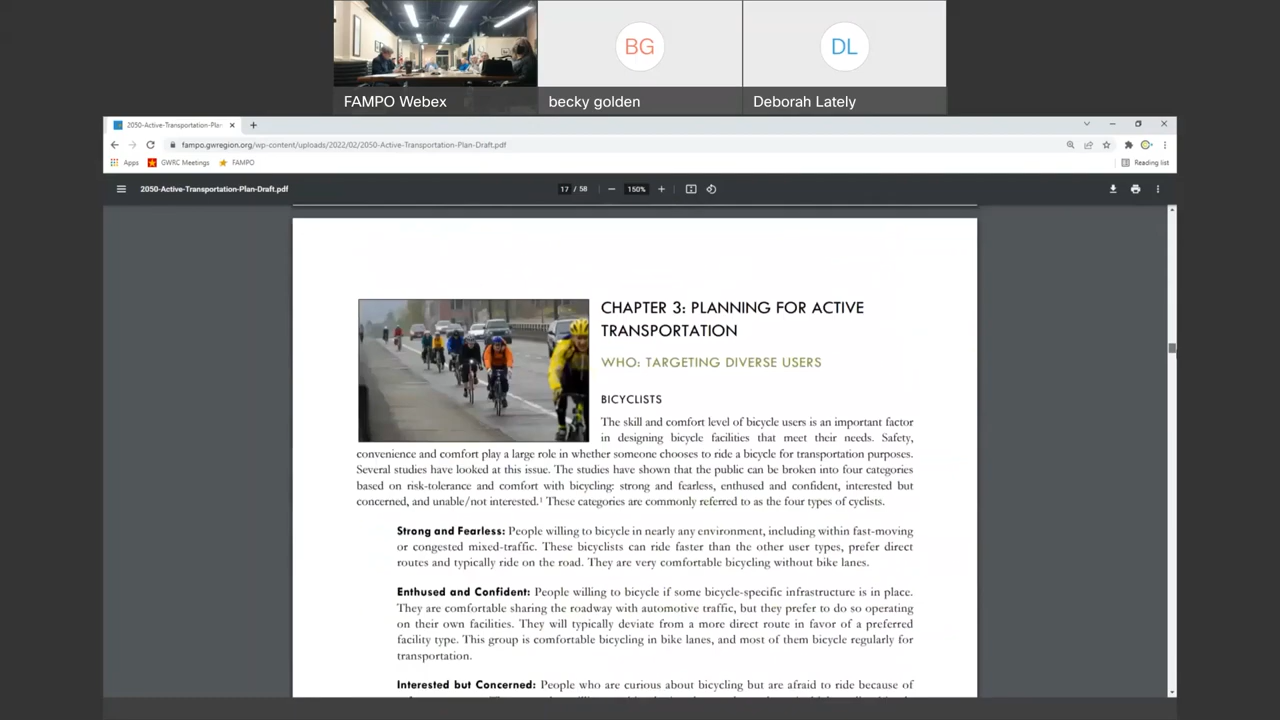 BG
DL
FAMPO Webex
becky golden
Deborah Lately
2050-Active-Transportation-Plan
fampo.gwregion.org/wp-content/uploads/2022/02/2050-Active-Transportation-Plan-Draft.pdf
Apps
GWRC Meetings
FAMPO
Reading list
2050-Active-Transportation-Plan-Draft.pdf
17 / 58
150%
CHAPTER 3: PLANNING FOR ACTIVE
TRANSPORTATION
WHO: TARGETING DIVERSE USERS
BICYCLISTS
The skill and comfort level of bicycle users is an important factor
in designing bicycle facilities that meet their needs. Safety,
convenience and comfort play a large role in whether someone chooses to ride a bicycle for transportation purposes.
Several studies have looked at this issue. The studies have shown that the public can be broken into four categories
based on risk-tolerance and comfort with bicycling: strong and fearless, enthused and confident, interested but
concerned, and unable/not interested.¹ These categories are commonly referred to as the four types of cyclists.
Strong and Fearless: People willing to bicycle in nearly any environment, including within fast-moving
or congested mixed-traffic. These bicyclists can ride faster than the other user types, prefer direct
routes and typically ride on the road. They are very comfortable bicycling without bike lanes.
Enthused and Confident: People willing to bicycle if some bicycle-specific infrastructure is in place.
They are comfortable sharing the roadway with automotive traffic, but they prefer to do so operating
on their own facilities. They will typically deviate from a more direct route in favor of a preferred
facility type. This group is comfortable bicycling in bike lanes, and most of them bicycle regularly for
transportation.
Interested but Concerned: People who are curious about bicycling but are afraid to ride because of